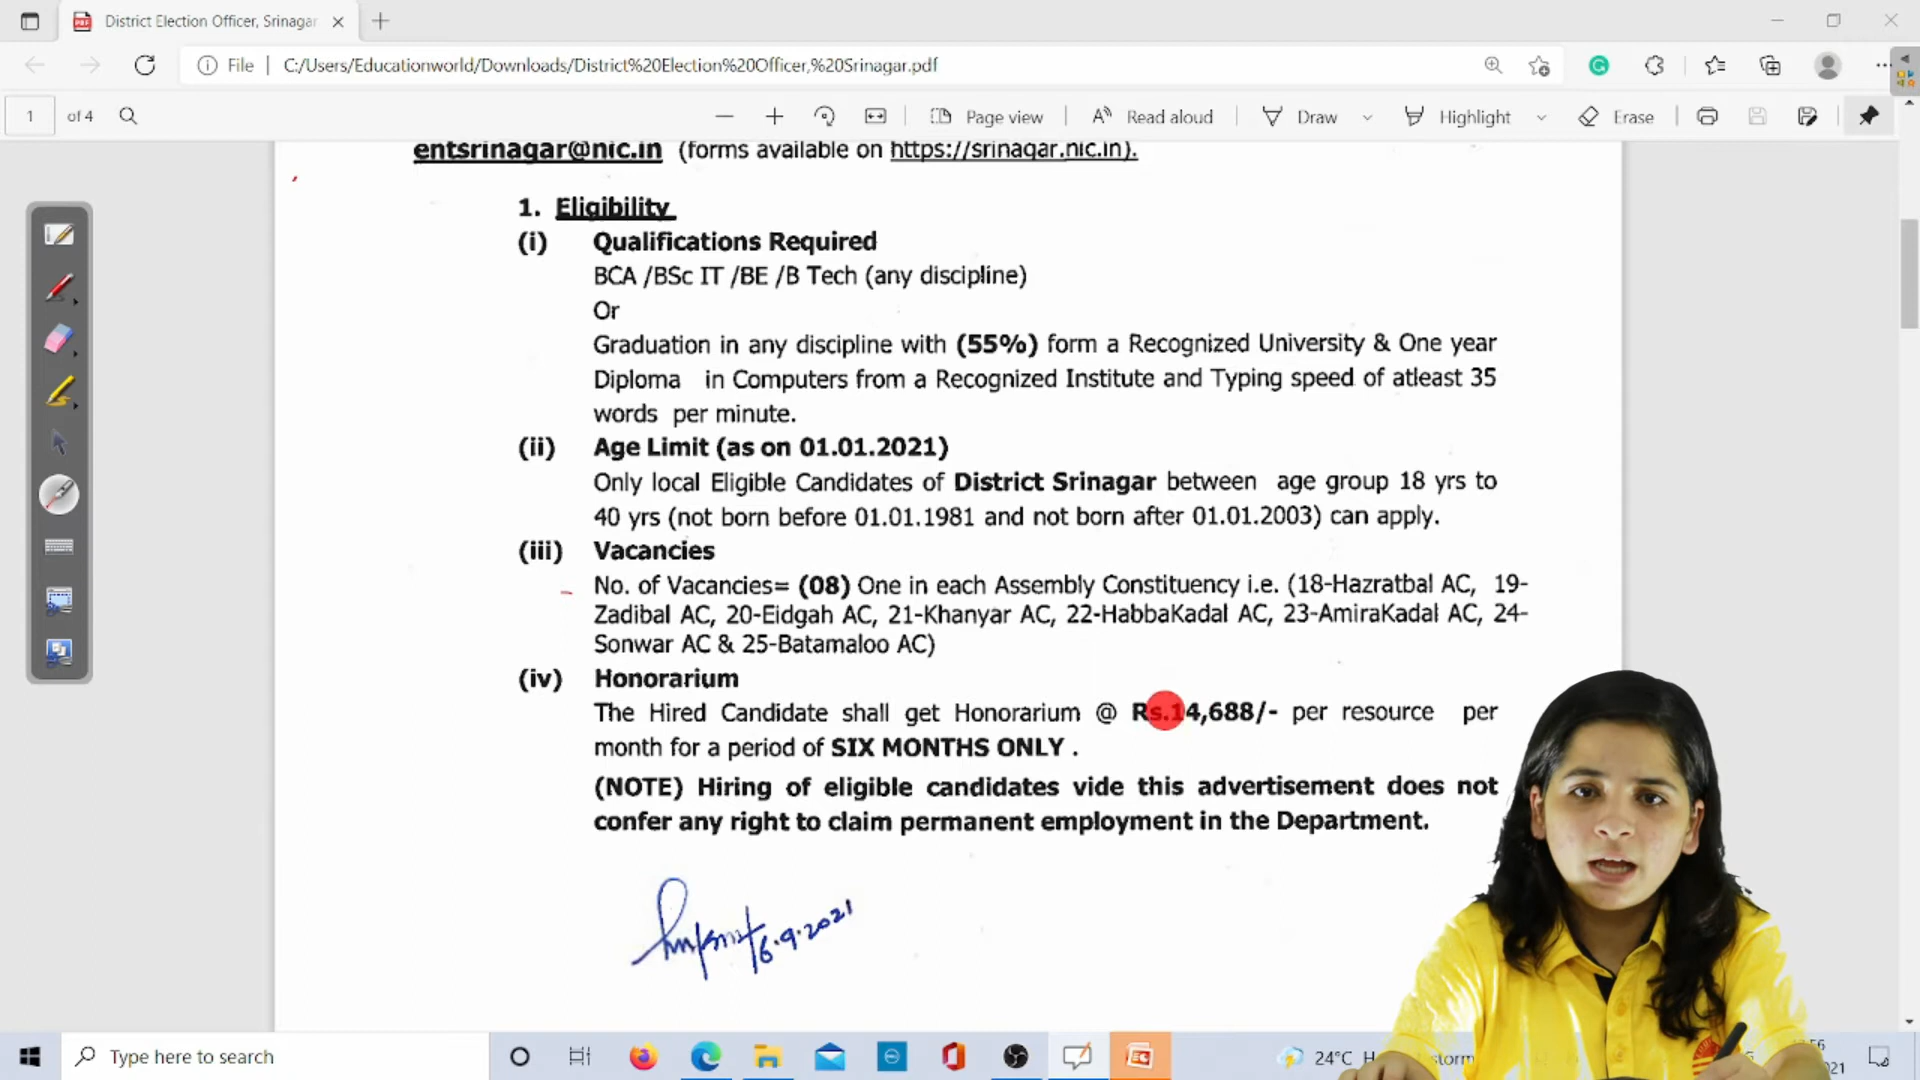 District Election Officer, Srinagar
File
C:/Users/Educationworld/Downloads/District%20Election%20Officer,%20Srinagar.pdf
1 of 4
Page view
Read aloud
Draw
Highlight
Erase
entsrinagar@nic.in (forms available on https://srinagar.nic.in).
1. Eligibility
(i) Qualifications Required
BCA /BSc IT /BE /B Tech (any discipline)
Or
Graduation in any discipline with (55%) form a Recognized University & One year
Diploma in Computers from a Recognized Institute and Typing speed of atleast 35
words per minute.
(ii) Age Limit (as on 01.01.2021)
Only local Eligible Candidates of District Srinagar between age group 18 yrs to
40 yrs (not born before 01.01.1981 and not born after 01.01.2003) can apply.
(iii) Vacancies
No. of Vacancies= (08) One in each Assembly Constituency i.e. (18-Hazratbal AC, 19-
Zadibal AC, 20-Eidgah AC, 21-Khanyar AC, 22-HabbaKadal AC, 23-AmiraKadal AC, 24-
Sonwar AC & 25-Batamaloo AC)
(iv) Honorarium
The Hired Candidate shall get Honorarium @ Rs.14,688/- per resource per
month for a period of SIX MONTHS ONLY .
(NOTE) Hiring of eligible candidates vide this advertisement does not
confer any right to claim permanent employment in the Department.
6.9.2021
Type here to search
24°C